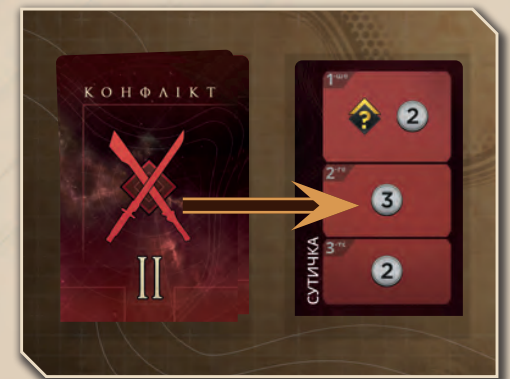 КОНФЛІКТ
II
1-ше
? 2
2-ге
3
3-тє
2
СУТИЧКА